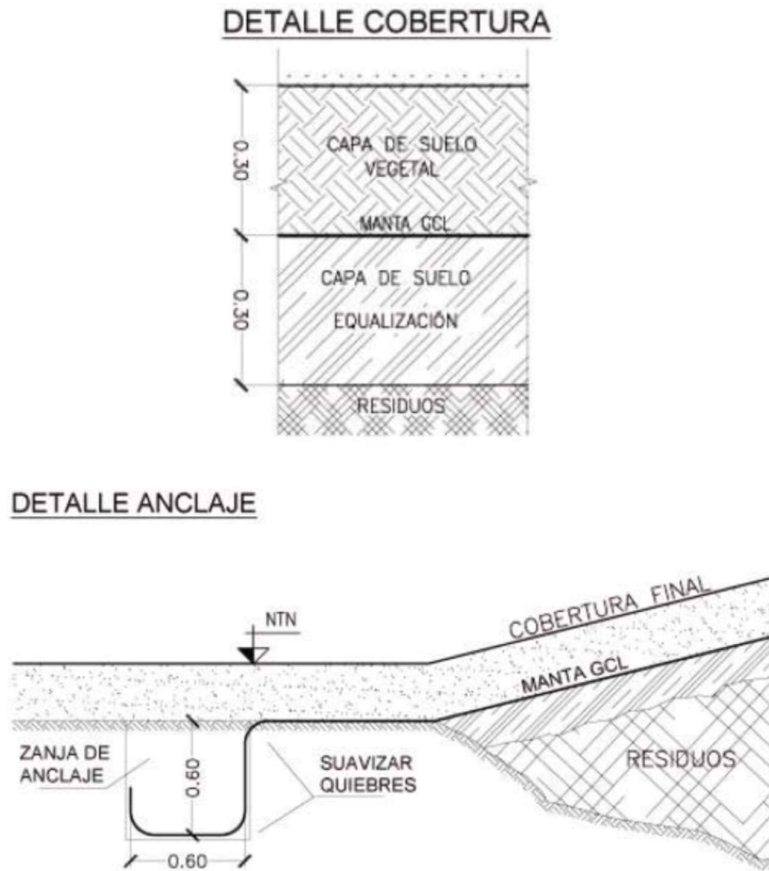 DETALLE COBERTURA
0.30
CAPA DE SUELO
VEGETAL
MANTA GCL
0.30
CAPA DE SUELO
EQUALIZACIÓN
RESIDUOS
DETALLE ANCLAJE
NTN
COBERTURA FINAL
MANTA GCL
ZANJA DE
ANCLAJE
0.60
SUAVIZAR
QUIEBRES
RESIDUOS
0.60